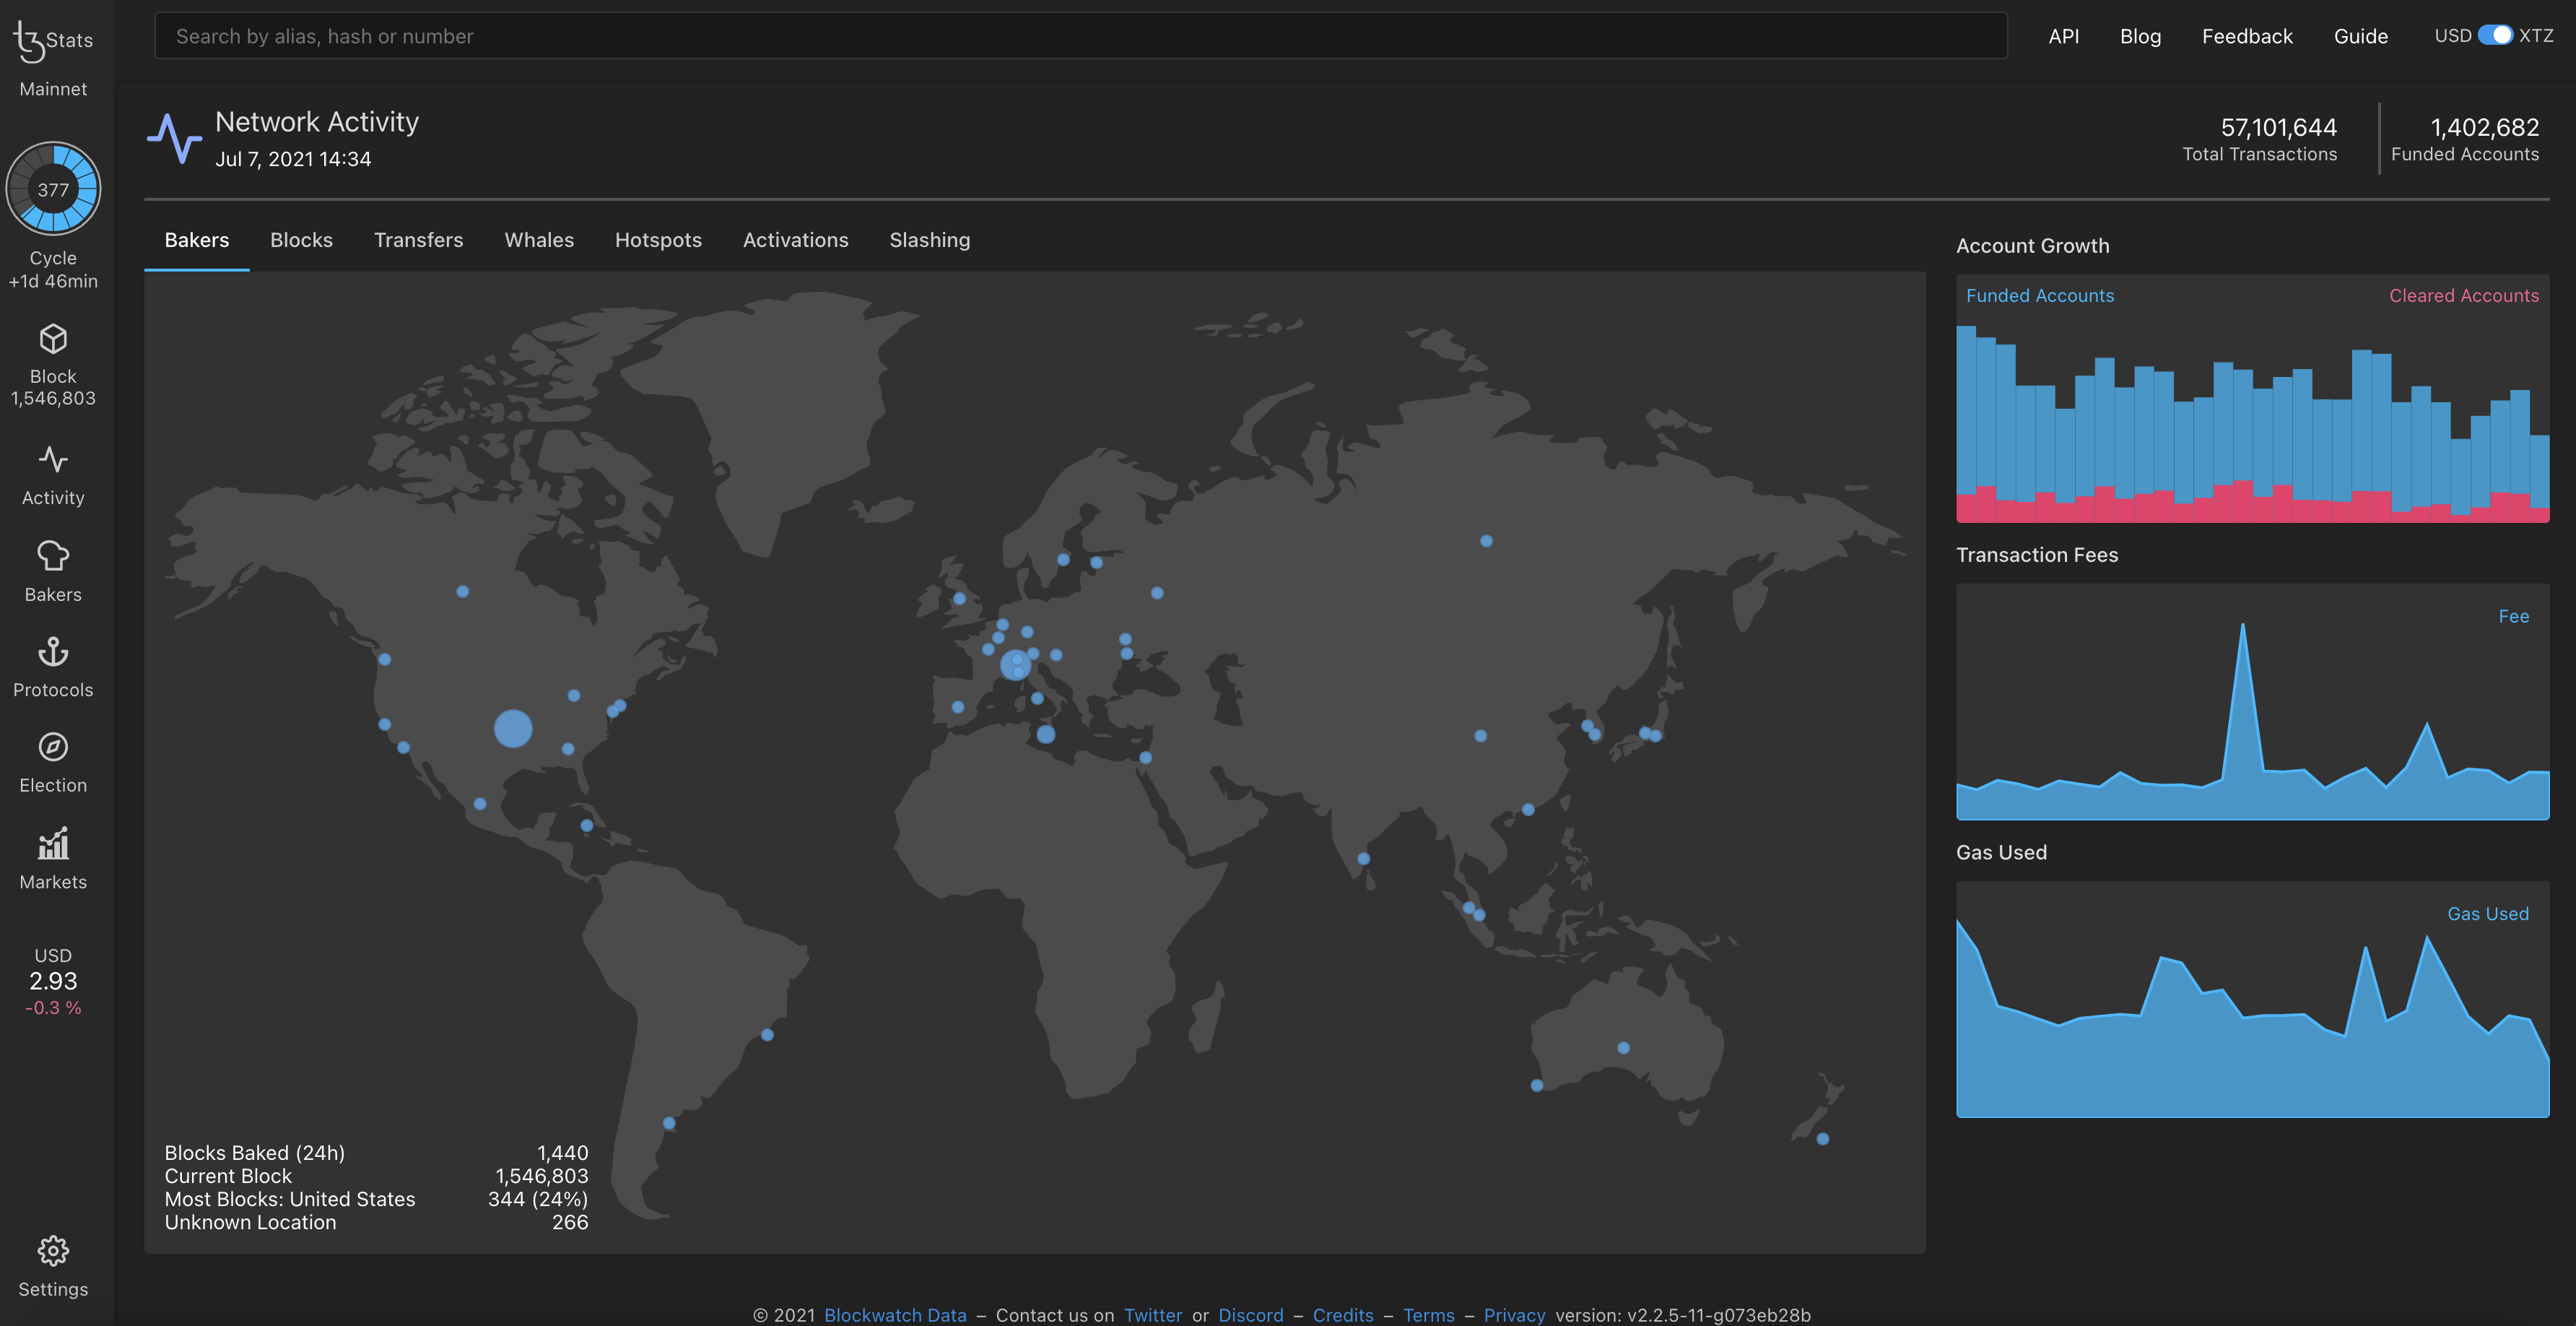 tz Stats
Mainnet
377
Cycle
+1d 46min
Block
1,546,803
Activity
Bakers
Protocols
Election
Markets
USD
2.93
-0.3 %
Settings
Search by alias, hash or number
API Blog Feedback Guide USD XTZ
Network Activity
Jul 7, 2021 14:34
57,101,644
Total Transactions
1,402,682
Funded Accounts
Bakers Blocks Transfers Whales Hotspots Activations Slashing
Blocks Baked (24h) 1,440
Current Block 1,546,803
Most Blocks: United States 344 (24%)
Unknown Location 266
Account Growth
Funded Accounts Cleared Accounts
Transaction Fees
Fee
Gas Used
Gas Used
© 2021 Blockwatch Data – Contact us on Twitter or Discord – Credits – Terms – Privacy version: v2.2.5-11-g073eb28b